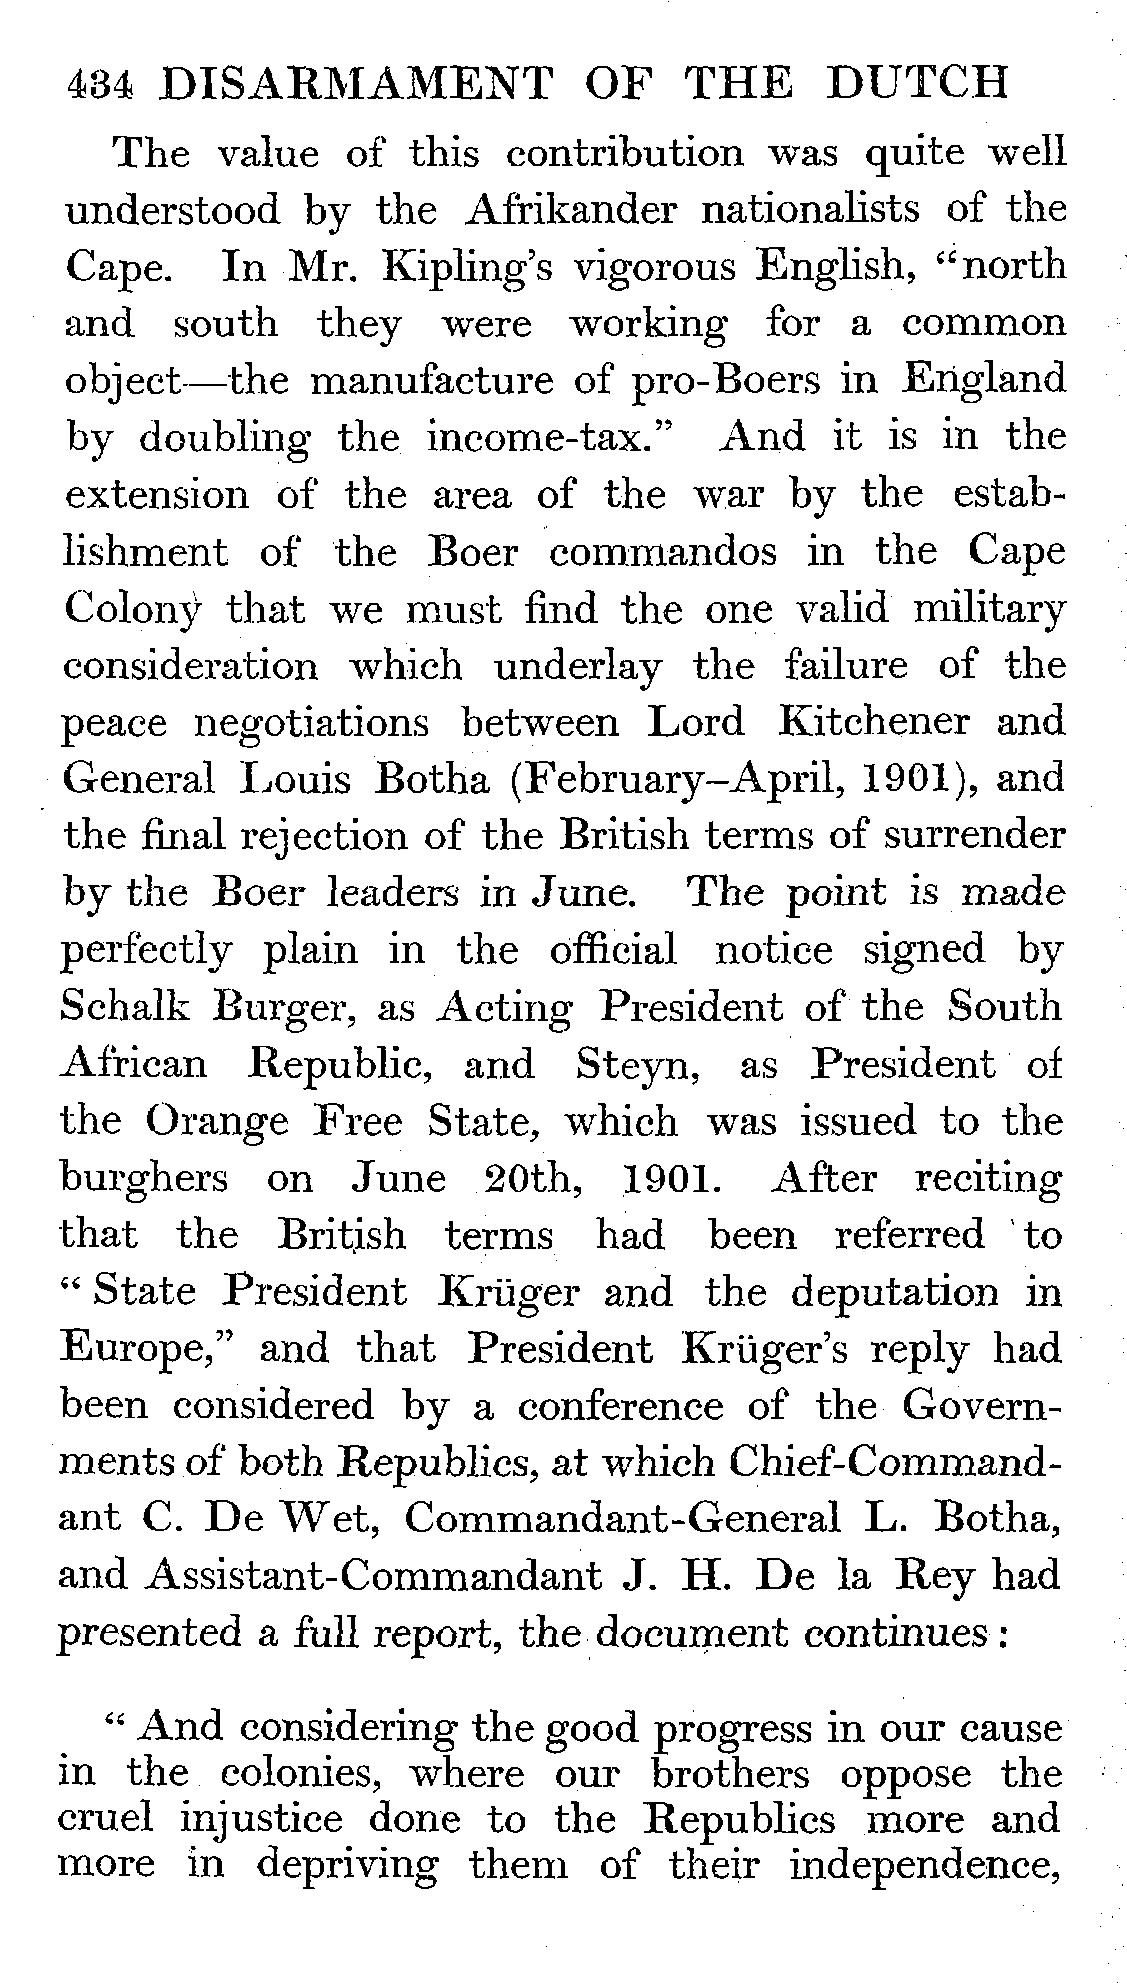 434 DISARMAMENT OF THE DUTCH
The value of this contribution was quite well
understood by the Afrikander nationalists of the
Cape. In Mr. Kipling's vigorous English, “north
and south they were working for a common
object—the manufacture of pro-Boers in England
by doubling the income-tax.” And it is in the
extension of the area of the war by the estab-
lishment of the Boer commandos in the Cape
Colony that we must find the one valid military
consideration which underlay the failure of the
peace negotiations between Lord Kitchener and
General Louis Botha (February–April, 1901), and
the final rejection of the British terms of surrender
by the Boer leaders in June. The point is made
perfectly plain in the official notice signed by
Schalk Burger, as Acting President of the South
African Republic, and Steyn, as President of
the Orange Free State, which was issued to the
burghers on June 20th, 1901. After reciting
that the British terms had been referred to
“ State President Krüger and the deputation in
Europe,” and that President Krüger's reply had
been considered by a conference of the Govern-
ments of both Republics, at which Chief-Command-
ant C. De Wet, Commandant-General L. Botha,
and Assistant-Commandant J. H. De la Rey had
presented a full report, the document continues :
“ And considering the good progress in our cause
in the colonies, where our brothers oppose the
cruel injustice done to the Republics more and
more in depriving them of their independence,